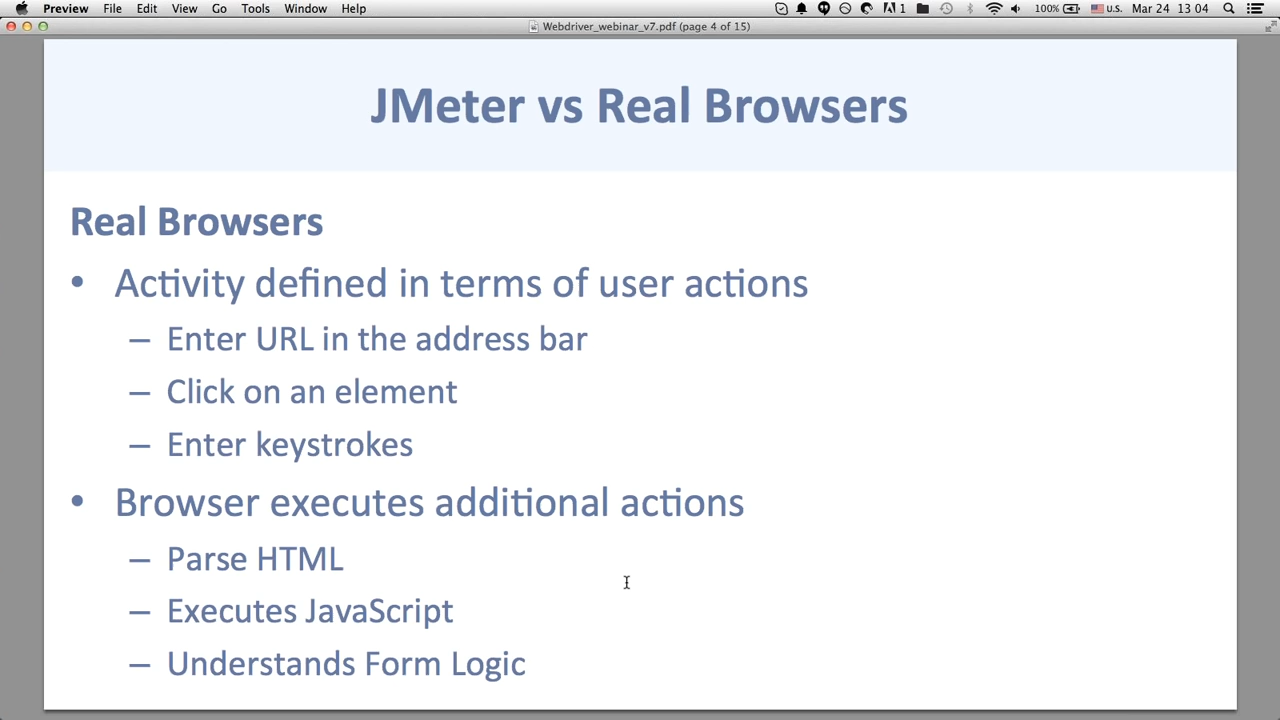 Preview File Edit View Go Tools Window Help 1 100% U.S. Mar 24 13 04
Webdriver_webinar_v7.pdf (page 4 of 15)
JMeter vs Real Browsers
Real Browsers
• Activity defined in terms of user actions
– Enter URL in the address bar
– Click on an element
– Enter keystrokes
• Browser executes additional actions
– Parse HTML
– Executes JavaScript
– Understands Form Logic